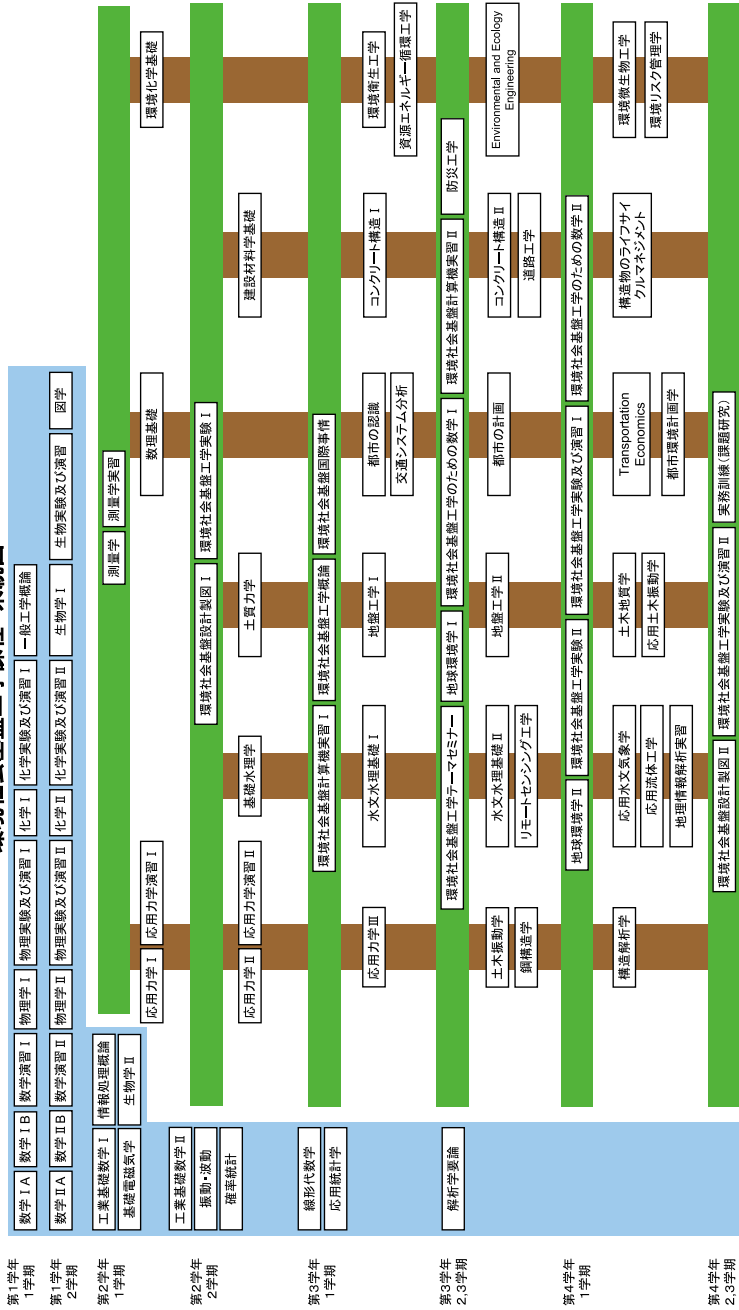 第1学年
1学期
数学ⅠA
数学ⅠB
数学演習Ⅰ
物理学Ⅰ
物理実験及び演習Ⅰ
化学Ⅰ
化学実験及び演習Ⅰ
一般工学概論
第1学年
2学期
数学ⅡA
数学ⅡB
数学演習Ⅱ
物理学Ⅱ
物理実験及び演習Ⅱ
化学Ⅱ
化学実験及び演習Ⅱ
生物学Ⅰ
生物実験及び演習
図学
第2学年
1学期
工業基礎数学Ⅰ
情報処理概論
基礎電磁気学
生物学Ⅱ
測量学
測量学実習
応用力学Ⅰ
応用力学演習Ⅰ
数理基礎
環境化学基礎
第2学年
2学期
工業基礎数学Ⅱ
振動・波動
確率統計
環境社会基盤設計製図Ⅰ
環境社会基盤工学実験Ⅰ
応用力学Ⅱ
応用力学演習Ⅱ
基礎水理学
土質力学
建設材料学基礎
第3学年
1学期
線形代数学
応用統計学
環境社会基盤計算機実習Ⅰ
環境社会基盤工学概論
環境社会基盤国際事情
応用力学Ⅲ
水文水理基礎Ⅰ
地盤工学Ⅰ
都市の認識
交通システム分析
コンクリート構造Ⅰ
環境衛生工学
資源エネルギー循環工学
第3学年
2,3学期
解析学要論
環境社会基盤工学テーマセミナー
地球環境学Ⅰ
環境社会基盤工学のための数学Ⅰ
環境社会基盤計算機実習Ⅱ
防災工学
土木振動学
鋼構造学
水文水理基礎Ⅱ
リモートセンシング工学
地盤工学Ⅱ
都市の計画
コンクリート構造Ⅱ
道路工学
Environmental and Ecology
Engineering
第4学年
1学期
地球環境学Ⅱ
環境社会基盤工学実験Ⅱ
環境社会基盤工学実験及び演習Ⅰ
環境社会基盤工学のための数学Ⅱ
構造解析学
応用水文気象学
応用流体工学
地理情報解析実習
土木地質学
応用土木振動学
Transportation
Economics
都市環境計画学
構造物のライフサイ
クルマネジメント
環境微生物工学
環境リスク管理学
第4学年
2,3学期
環境社会基盤設計製図Ⅱ
環境社会基盤工学実験及び演習Ⅱ
実務訓練(課題研究)